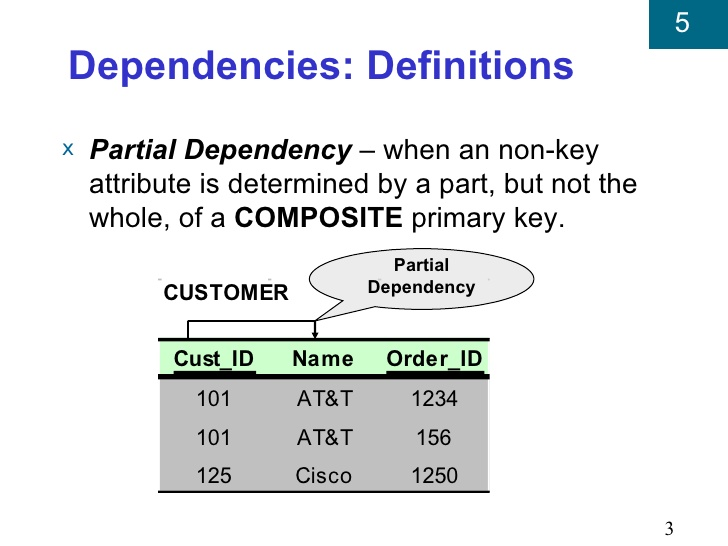 5
Dependencies: Definitions
x Partial Dependency – when an non-key
attribute is determined by a part, but not the
whole, of a COMPOSITE primary key.
Partial
Dependency
CUSTOMER
Cust_ID Name Order_ID
101 AT&T 1234
101 AT&T 156
125 Cisco 1250
3